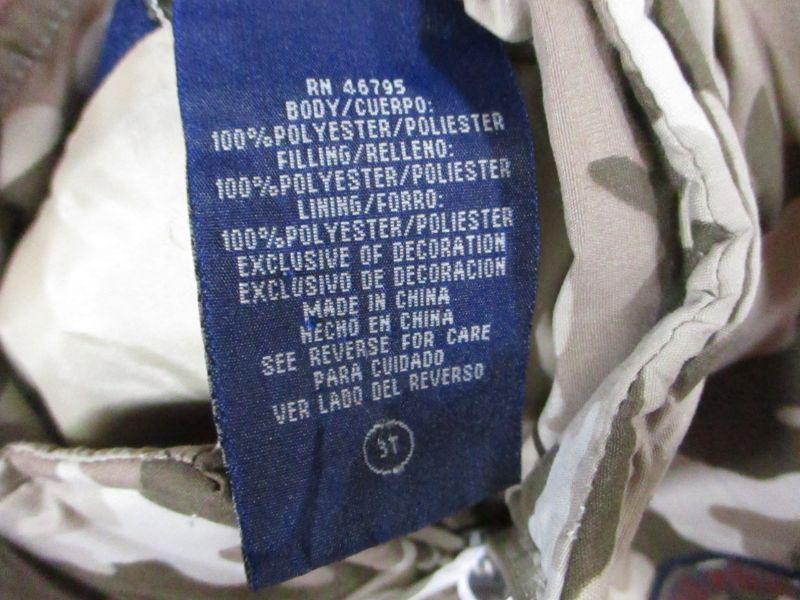 RN 46795
BODY/CUERPO:
100%POLYESTER/POLIESTER
FILLING/RELLENO:
100%POLYESTER/POLIESTER
LINING/FORRO:
100%POLYESTER/POLIESTER
EXCLUSIVE OF DECORATION
EXCLUSIVO DE DECORACION
MADE IN CHINA
HECHO EN CHINA
SEE REVERSE FOR CARE
PARA CUIDADO
VER LADO DEL REVERSO
ST